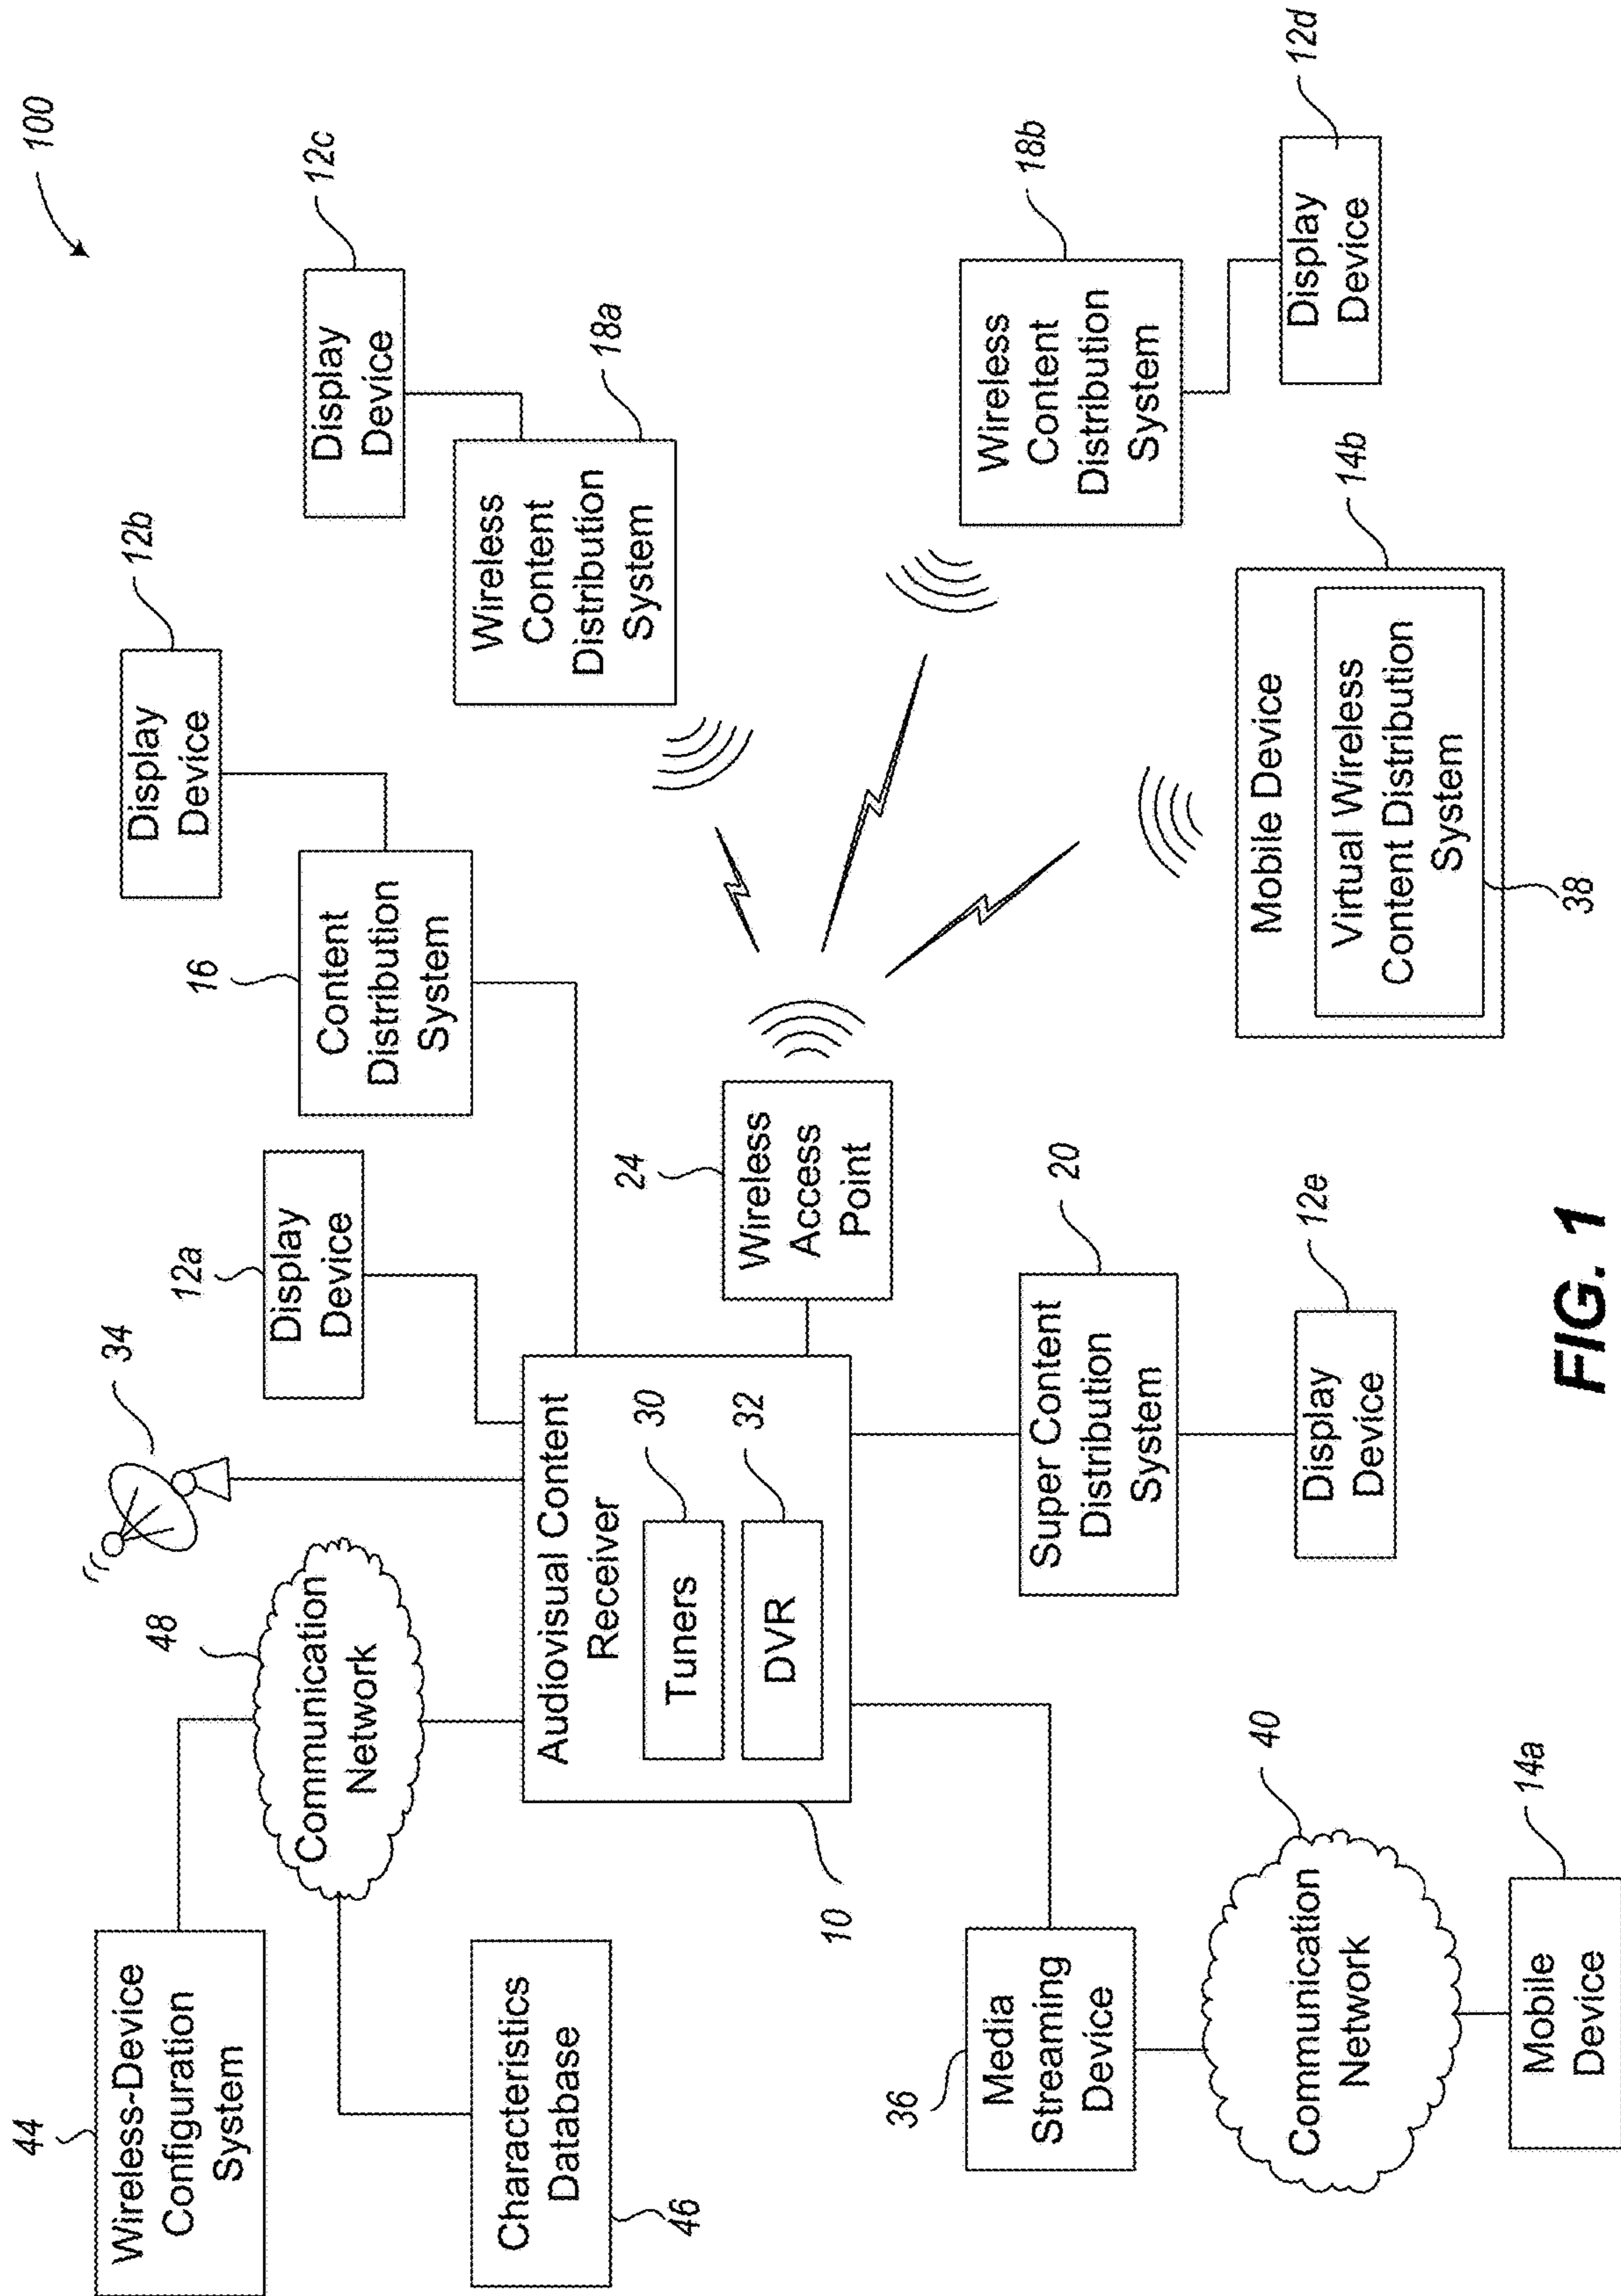 100
44
Wireless-Device
Configuration
System
48
Communication
Network
34
12a
Display
Device
16
Content
Distribution
System
12b
Display
Device
12c
Display
Device
18a
Wireless
Content
Distribution
System
Characteristics
Database
46
10
Audiovisual Content
Receiver
30
Tuners
32
DVR
24
Wireless
Access
Point
18b
Wireless
Content
Distribution
System
12d
Display
Device
36
Media
Streaming
Device
40
Communication
Network
14a
Mobile
Device
20
Super Content
Distribution
System
12e
Display
Device
14b
Mobile Device
Virtual Wireless
Content Distribution
System
38
FIG. 1